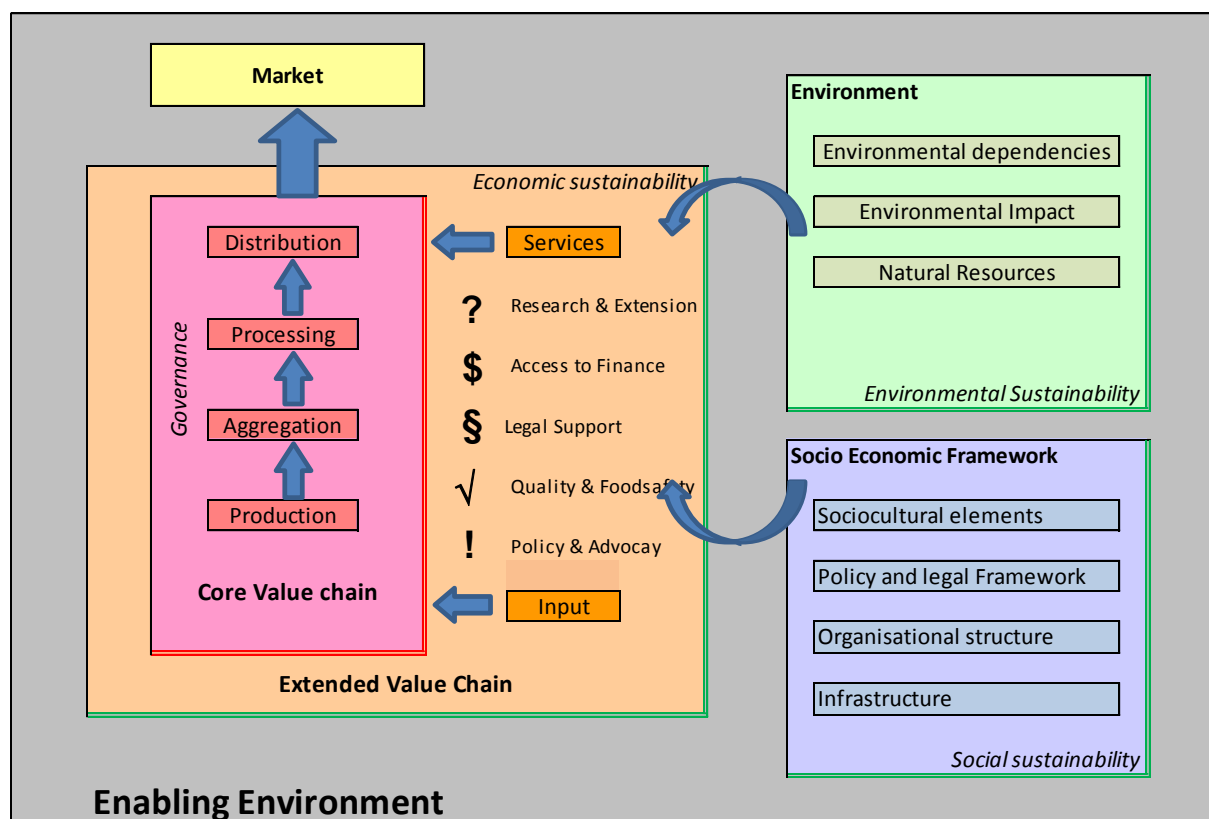 Market
Economic sustainability
Distribution
Services
Governance
?
Research & Extension
Processing
$
Access to Finance
Aggregation
§
Legal Support
Production
√
Quality & Foodsafety
!
Policy & Advocay
Core Value chain
Input
Extended Value Chain
Environment
Environmental dependencies
Environmental Impact
Natural Resources
Environmental Sustainability
Socio Economic Framework
Sociocultural elements
Policy and legal Framework
Organisational structure
Infrastructure
Social sustainability
Enabling Environment